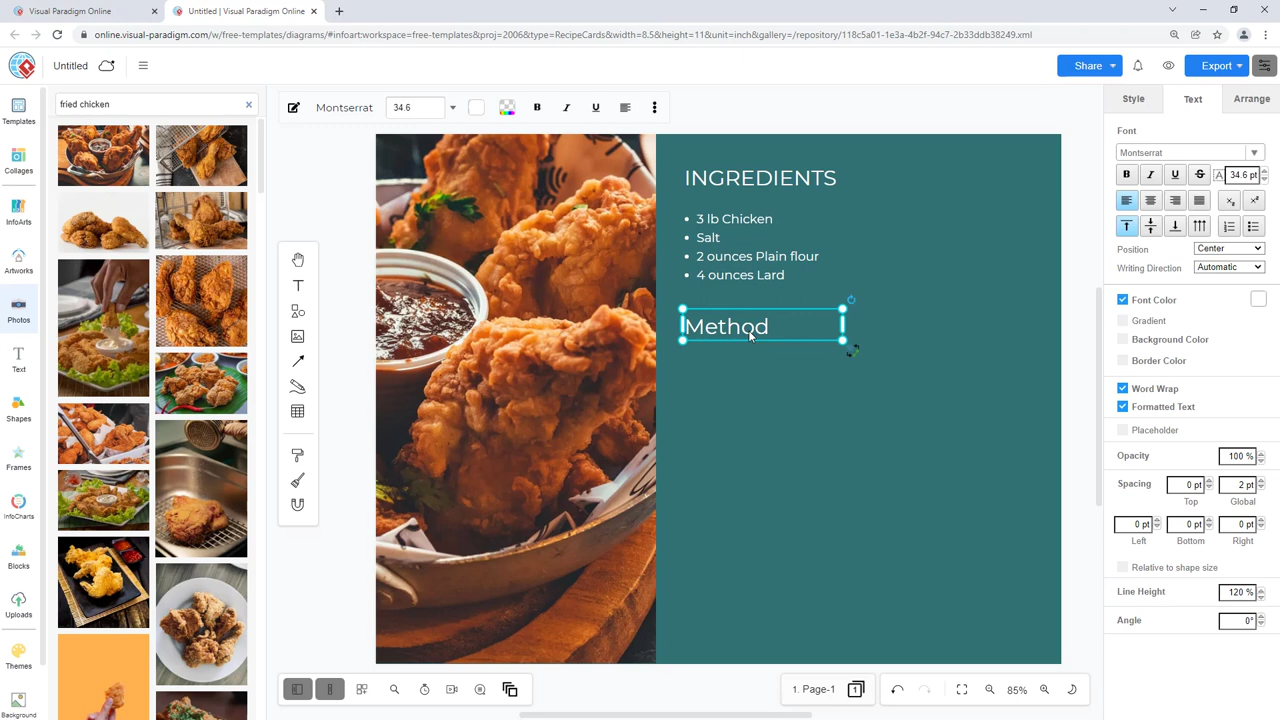 Visual Paradigm Online
Untitled | Visual Paradigm Online
online.visual-paradigm.com/w/free-templates/diagrams/#infoart:workspace=free-templates&proj=2006&type=RecipeCards&width=8.5&height=11&unit=inch&gallery=/repository/118c5a01-1e3a-4b2f-94c7-2b33ddb38249.xml
Untitled
Share
Export
Templates
Collages
InfoArts
Artworks
Photos
Text
Shapes
Frames
InfoCharts
Blocks
Uploads
Themes
Background
fried chicken
Montserrat
34.6
B
I
U
INGREDIENTS
• 3 lb Chicken
• Salt
• 2 ounces Plain flour
• 4 ounces Lard
Method
1. Page-1
1
85%
Style
Text
Arrange
Font
Montserrat
B I U S A 34.6 pt
Position
Center
Writing Direction
Automatic
Font Color
Gradient
Background Color
Border Color
Word Wrap
Formatted Text
Placeholder
Opacity
100 %
Spacing
0 pt
2 pt
Top
Global
0 pt
0 pt
0 pt
Left
Bottom
Right
Relative to shape size
Line Height
120 %
Angle
0°